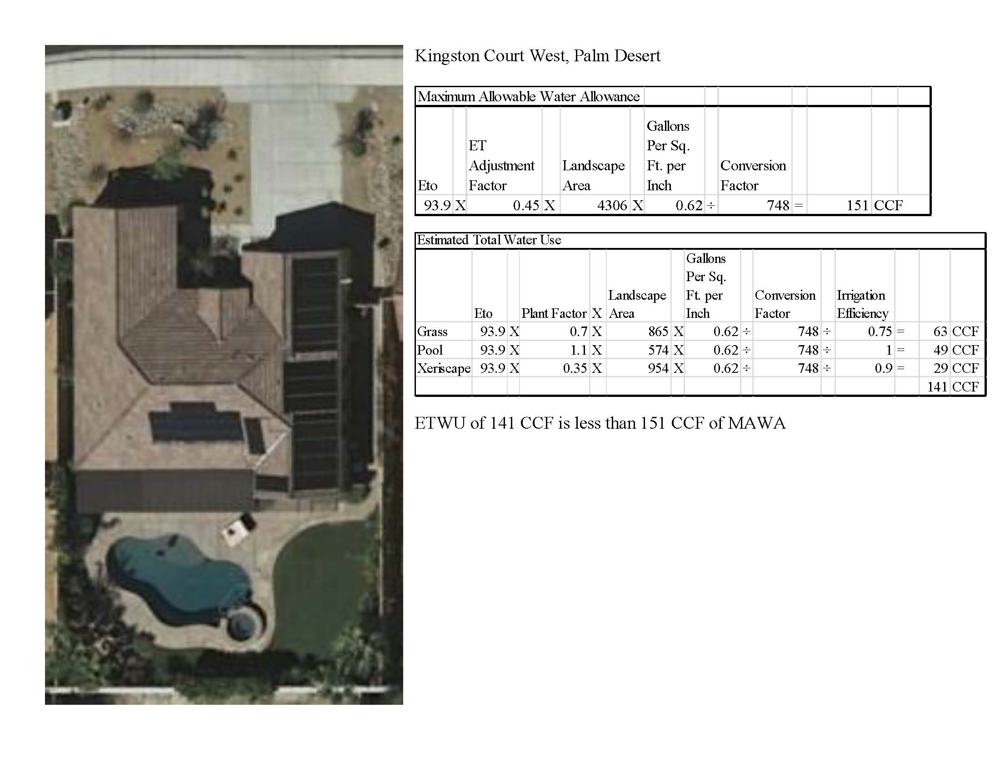 Kingston Court West, Palm Desert
Maximum Allowable Water Allowance
Eto ET Adjustment Factor Landscape Area Gallons Per Sq. Ft. per Inch Conversion Factor
93.9 X 0.45 X 4306 X 0.62 ÷ 748 = 151 CCF
Estimated Total Water Use
Eto Plant Factor X Landscape Area Gallons Per Sq. Ft. per Inch Conversion Factor Irrigation Efficiency
Grass 93.9 X 0.7 X 865 X 0.62 ÷ 748 ÷ 0.75 = 63 CCF
Pool 93.9 X 1.1 X 574 X 0.62 ÷ 748 ÷ 1 = 49 CCF
Xeriscape 93.9 X 0.35 X 954 X 0.62 ÷ 748 ÷ 0.9 = 29 CCF
141 CCF
ETWU of 141 CCF is less than 151 CCF of MAWA